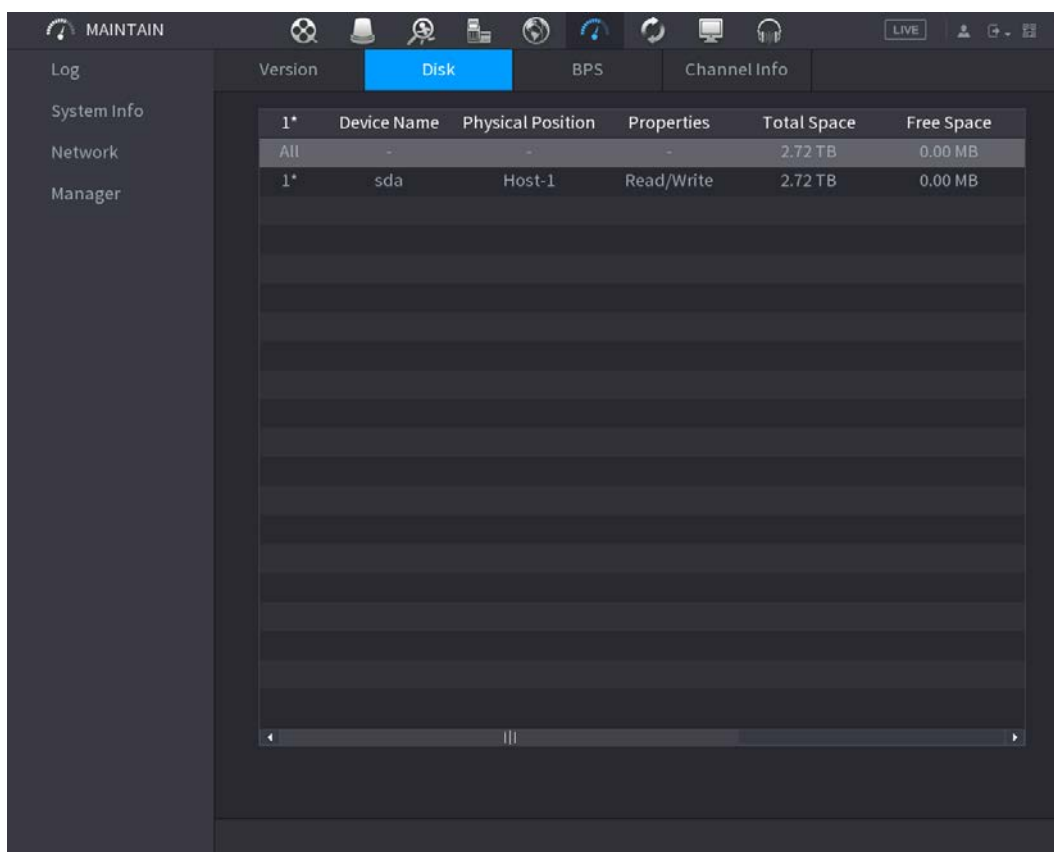 MAINTAIN LIVE
Log Version Disk BPS Channel Info
System Info
1* Device Name Physical Position Properties Total Space Free Space
Network All - - - 2.72 TB 0.00 MB
1* sda Host-1 Read/Write 2.72 TB 0.00 MB
Manager